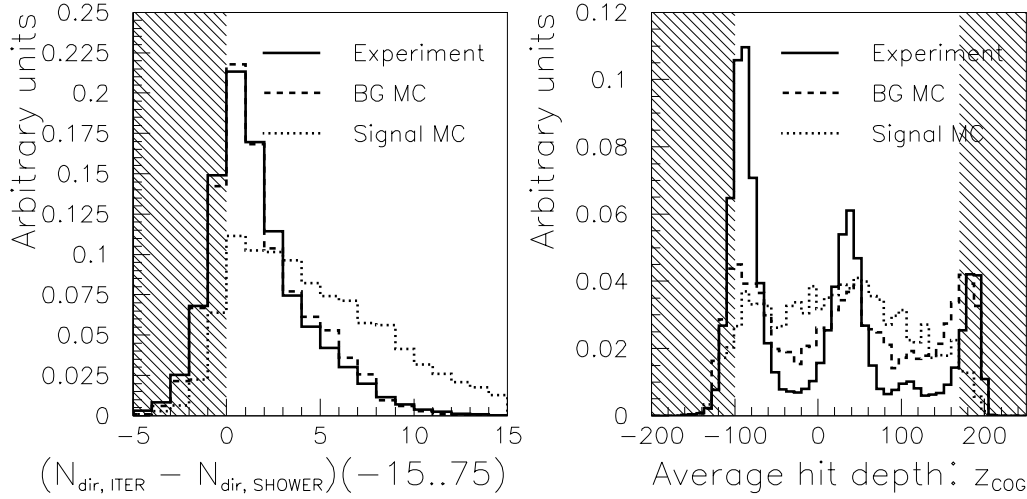 Arbitrary units
0.25
0.225
0.2
0.175
0.15
0.125
0.1
0.075
0.05
0.025
0
Experiment
BG MC
Signal MC
−5 0 5 10 15
(N_dir, ITER − N_dir, SHOWER)(−15..75)
Arbitrary units
0.12
0.1
0.08
0.06
0.04
0.02
0
Experiment
BG MC
Signal MC
−200 −100 0 100 200
Average hit depth: z_COG